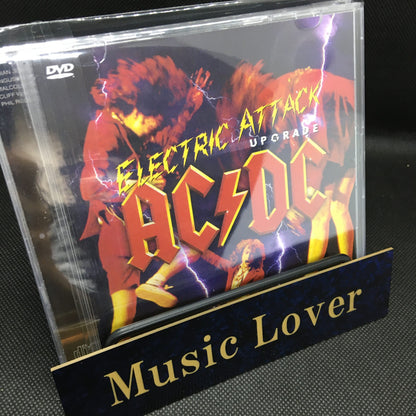 DVD
ELECTRIC ATTACK
UPGRADE
AC/DC
Music Lover